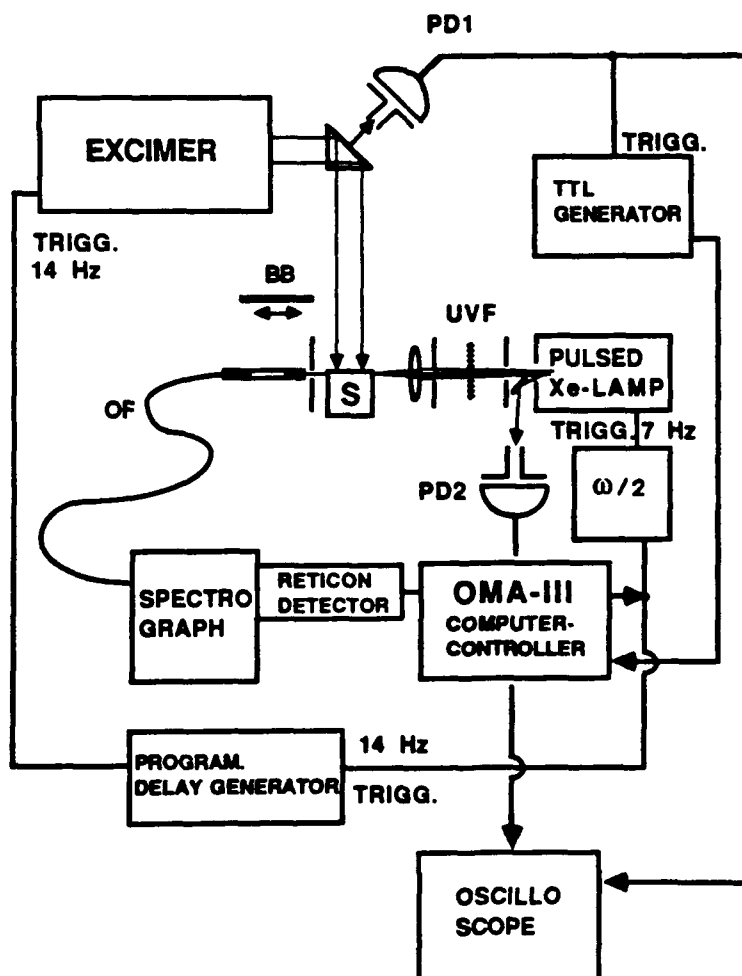 PD1
EXCIMER
TRIGG.
TTL
GENERATOR
TRIGG.
14 Hz
BB
UVF
PULSED
Xe-LAMP
S
OF
TRIGG. 7 Hz
PD2
ω/2
SPECTRO
GRAPH
RETICON
DETECTOR
OMA-III
COMPUTER-
CONTROLLER
PROGRAM.
DELAY GENERATOR
14 Hz
TRIGG.
OSCILLO
SCOPE